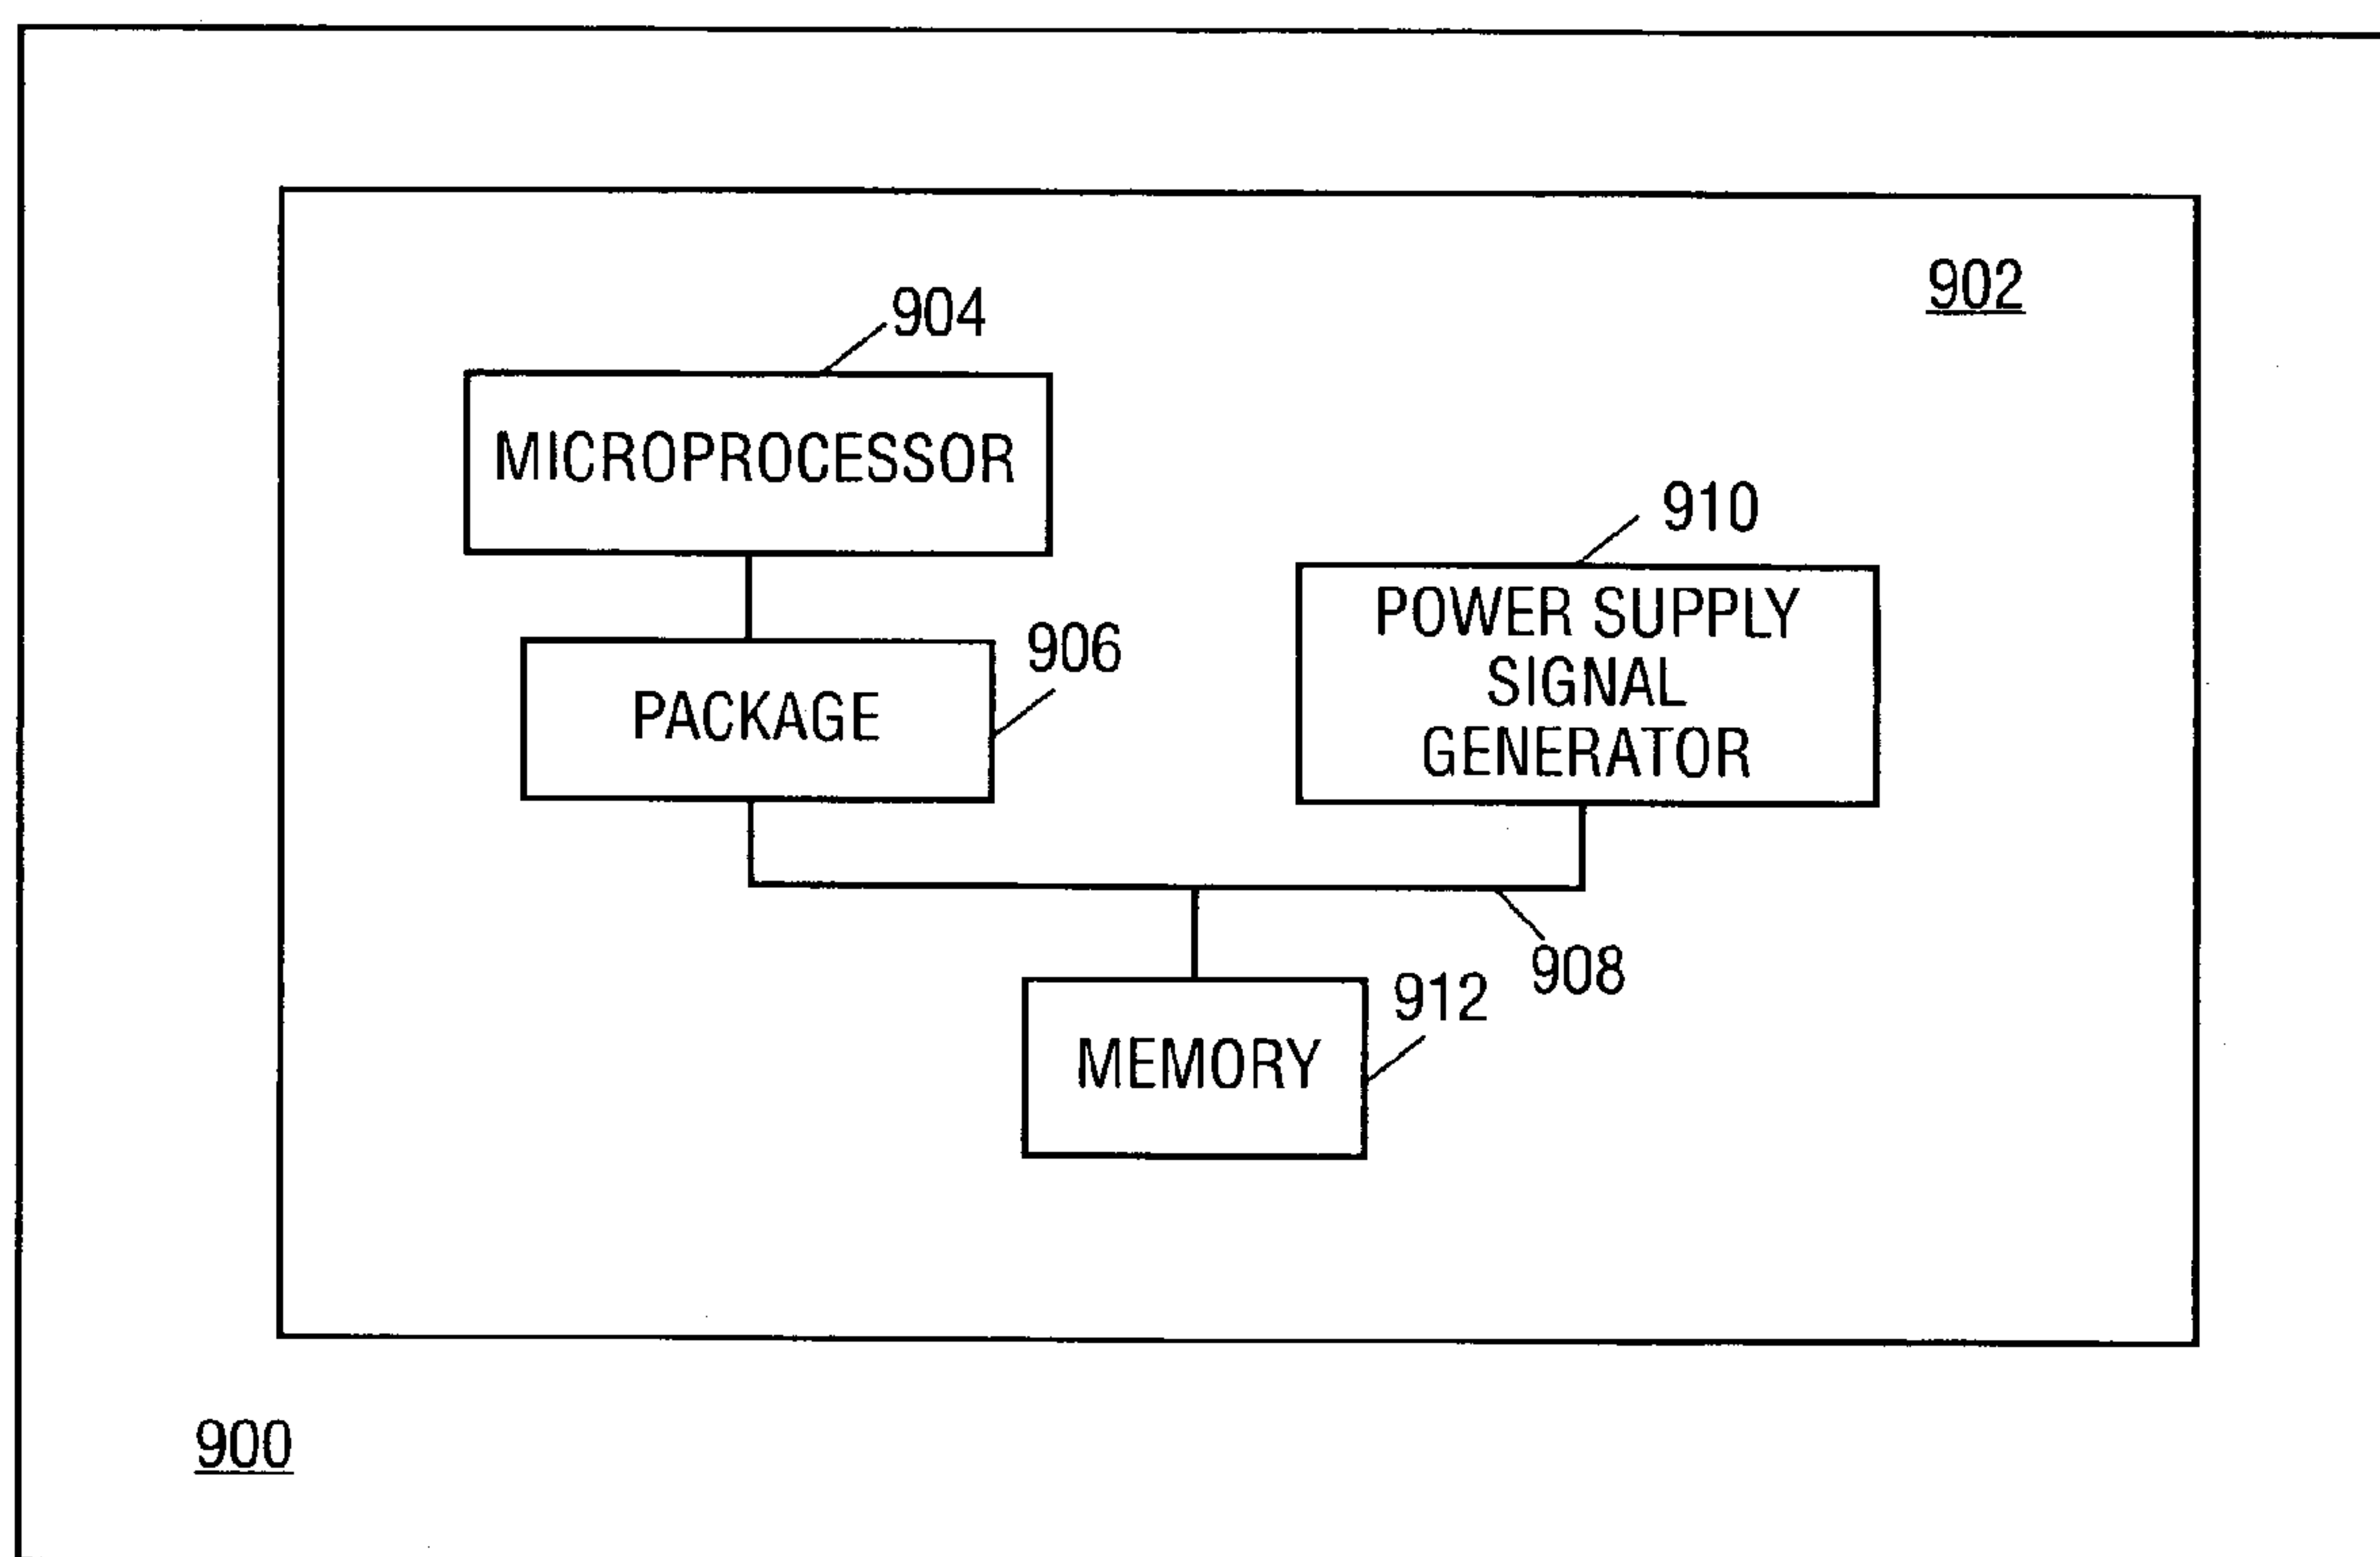 902
904
MICROPROCESSOR
910
POWER SUPPLY
SIGNAL
GENERATOR
906
PACKAGE
908
912
MEMORY
900